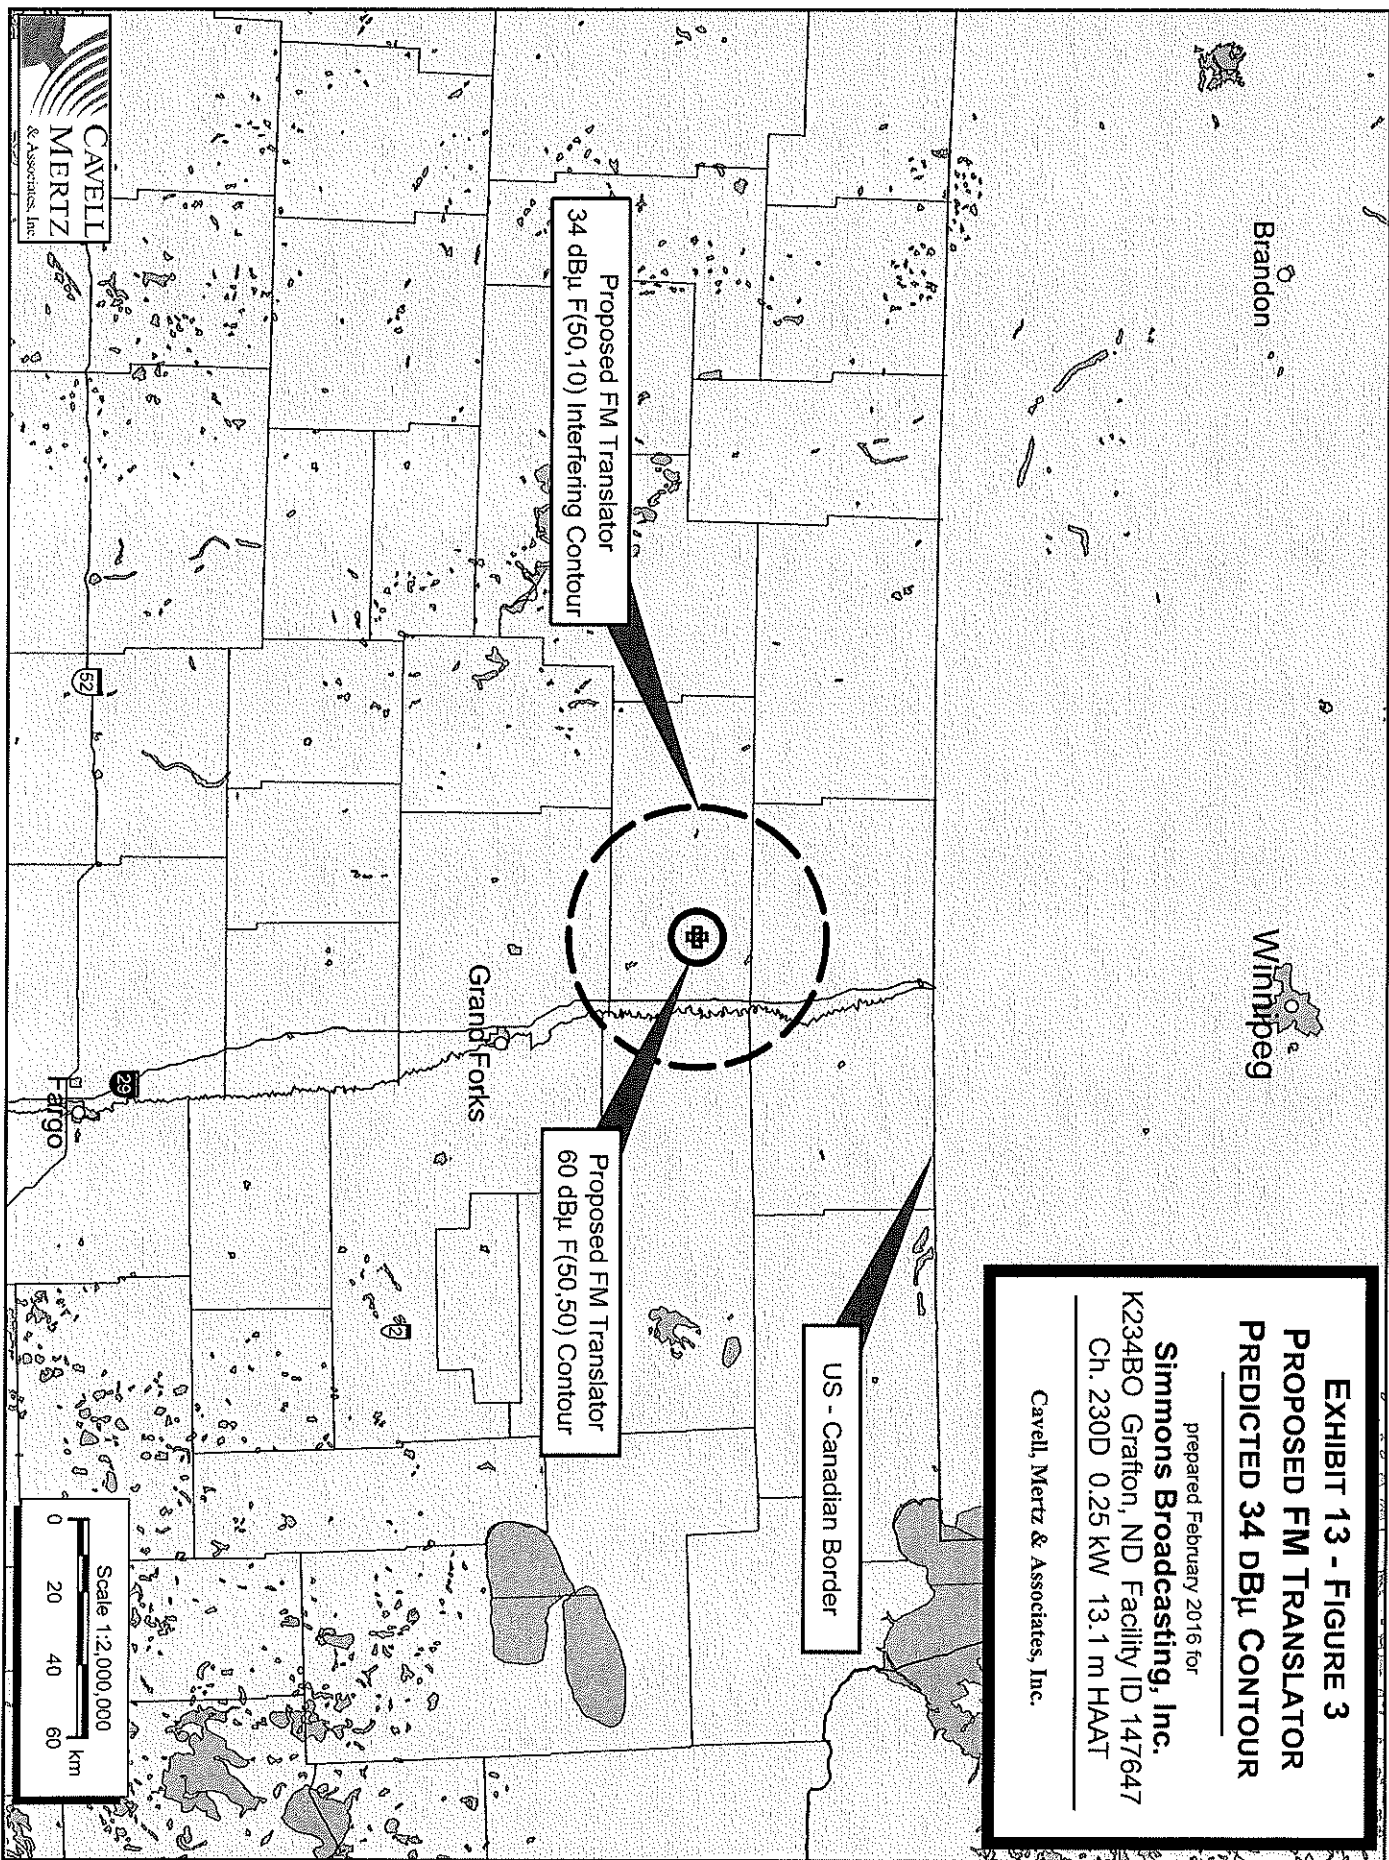 EXHIBIT 13 - FIGURE 3
PROPOSED FM TRANSLATOR
PREDICTED 34 DBμ CONTOUR
prepared February 2016 for
Simmons Broadcasting, Inc.
K234BO Grafton, ND Facility ID 147647
Ch. 230D 0.25 kW 13.1 m HAAT
Cavell, Mertz & Associates, Inc.
Brandon
Winnipeg
US - Canadian Border
Proposed FM Translator
34 dBμ F(50,10) Interfering Contour
Proposed FM Translator
60 dBμ F(50,50) Contour
Grand Forks
Fargo
52
29
CAVELL
MERTZ
& Associates, Inc.
Scale 1:2,000,000
0 20 40 60
km